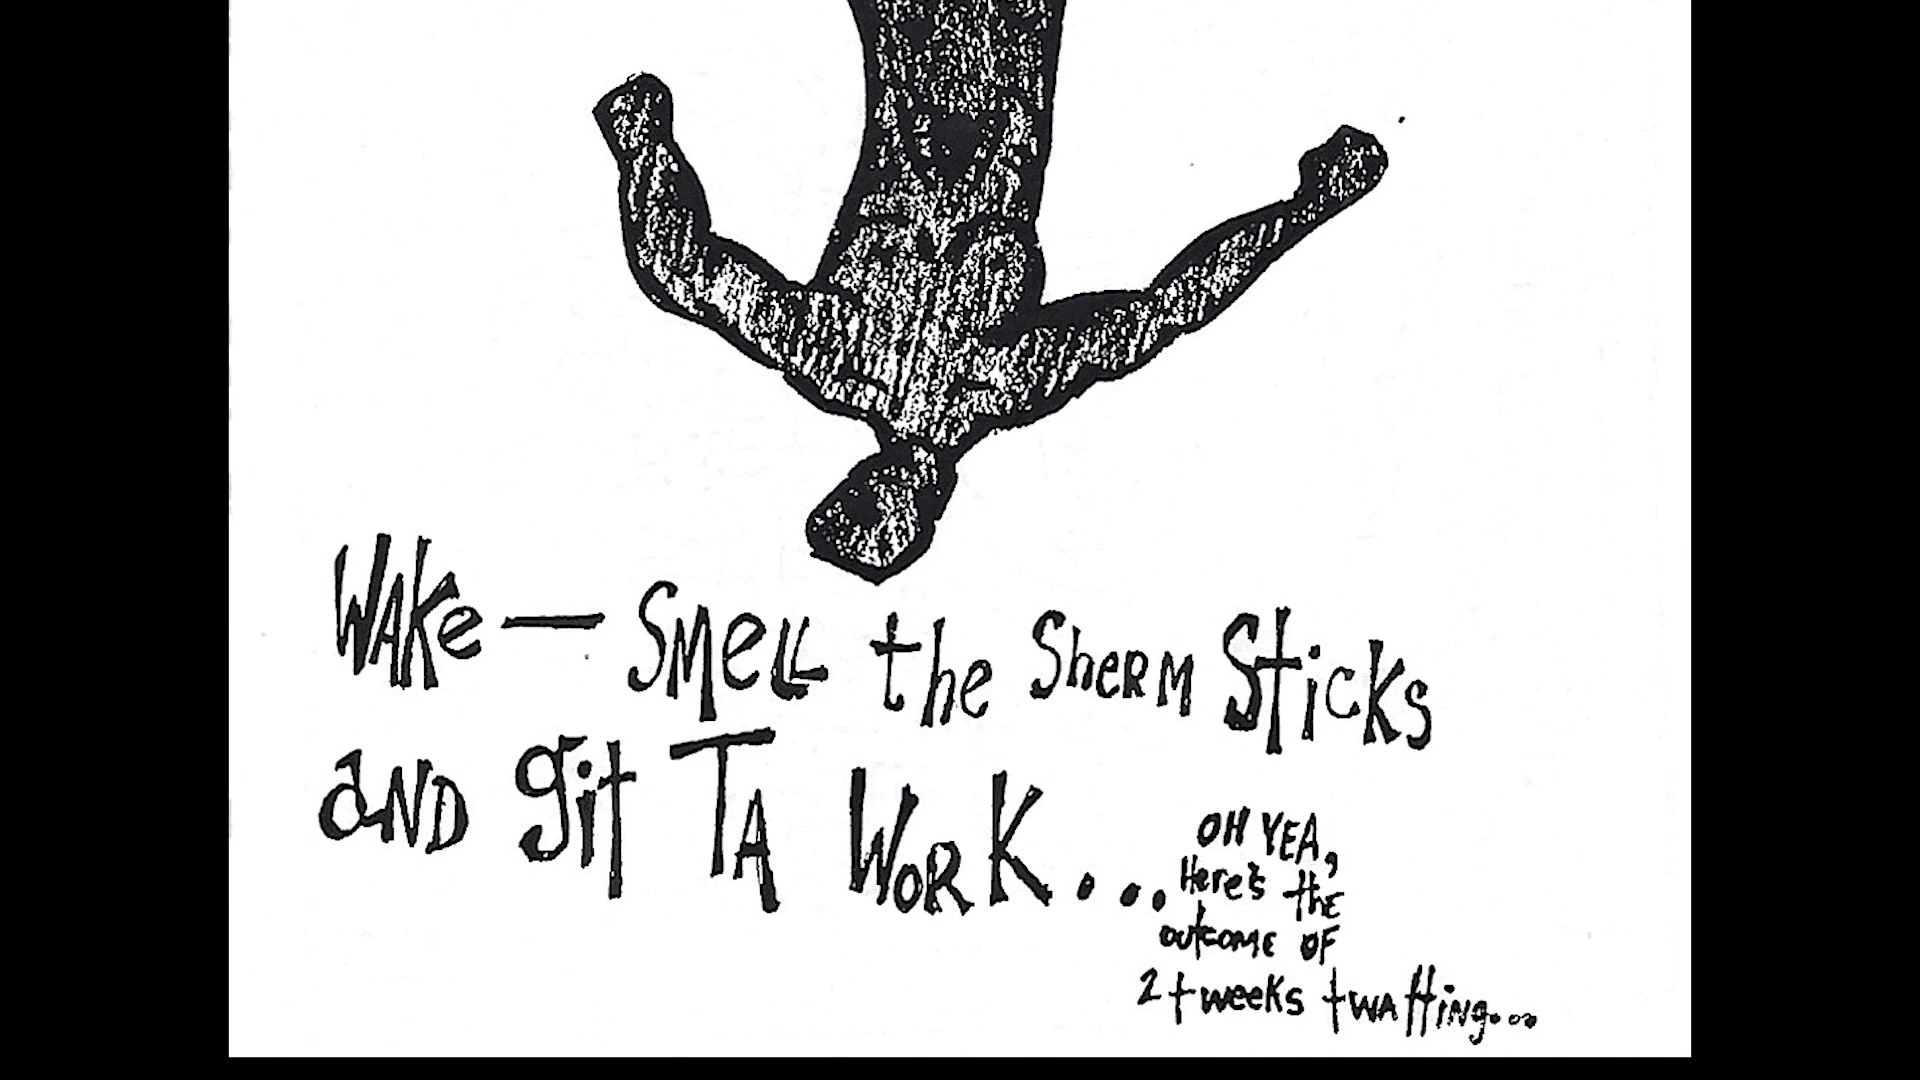 WAKe — SMeLL the SheRM SticKs
aND git TA WoRK...
OH YEA,
Here's the
outcome OF
2 tweeKs twatting...